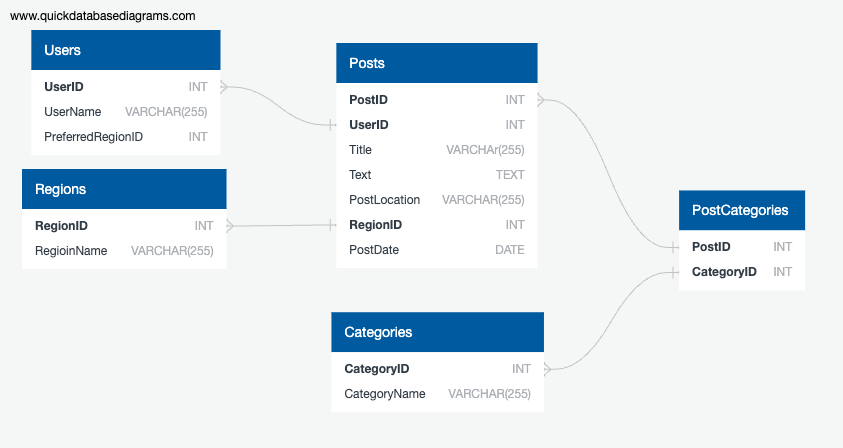 www.quickdatabasediagrams.com
Users
UserID INT
UserName VARCHAR(255)
PreferredRegionID INT
Regions
RegionID INT
RegioinName VARCHAR(255)
Posts
PostID INT
UserID INT
Title VARCHAr(255)
Text TEXT
PostLocation VARCHAR(255)
RegionID INT
PostDate DATE
Categories
CategoryID INT
CategoryName VARCHAR(255)
PostCategories
PostID INT
CategoryID INT